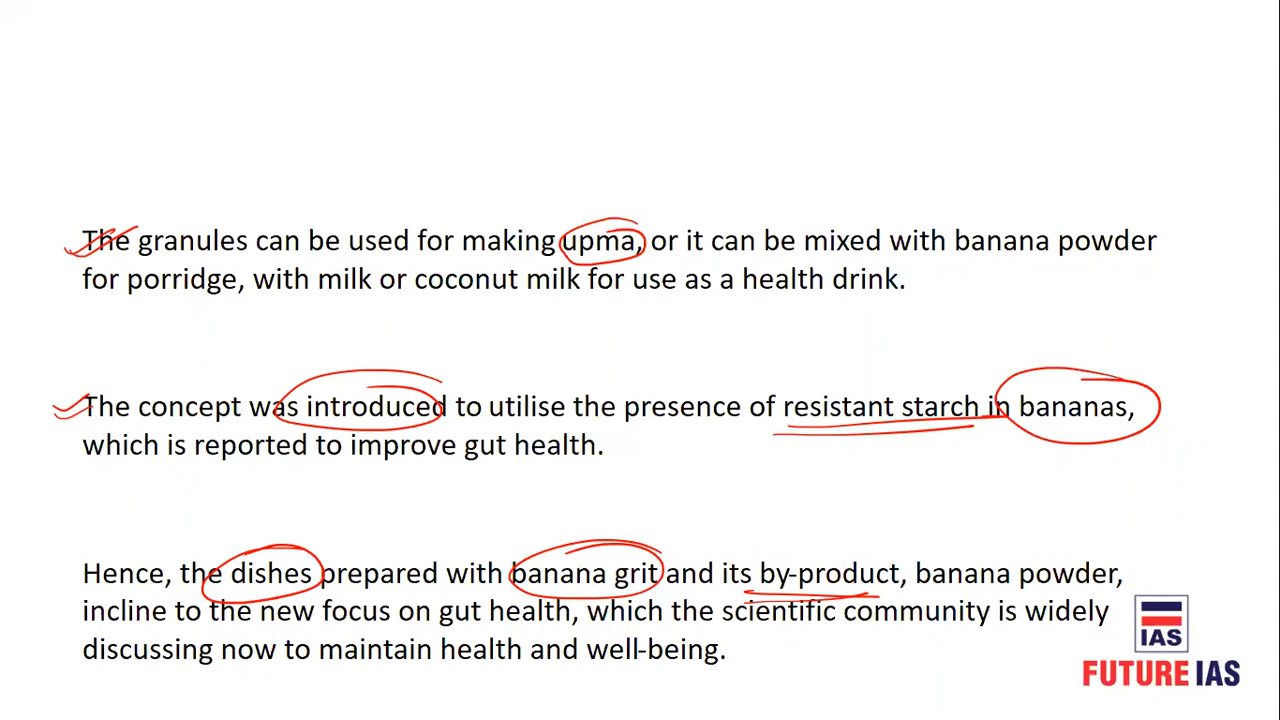 The granules can be used for making upma, or it can be mixed with banana powder
for porridge, with milk or coconut milk for use as a health drink.
The concept was introduced to utilise the presence of resistant starch in bananas,
which is reported to improve gut health.
Hence, the dishes prepared with banana grit and its by-product, banana powder,
incline to the new focus on gut health, which the scientific community is widely
discussing now to maintain health and well-being.
IAS
FUTURE IAS